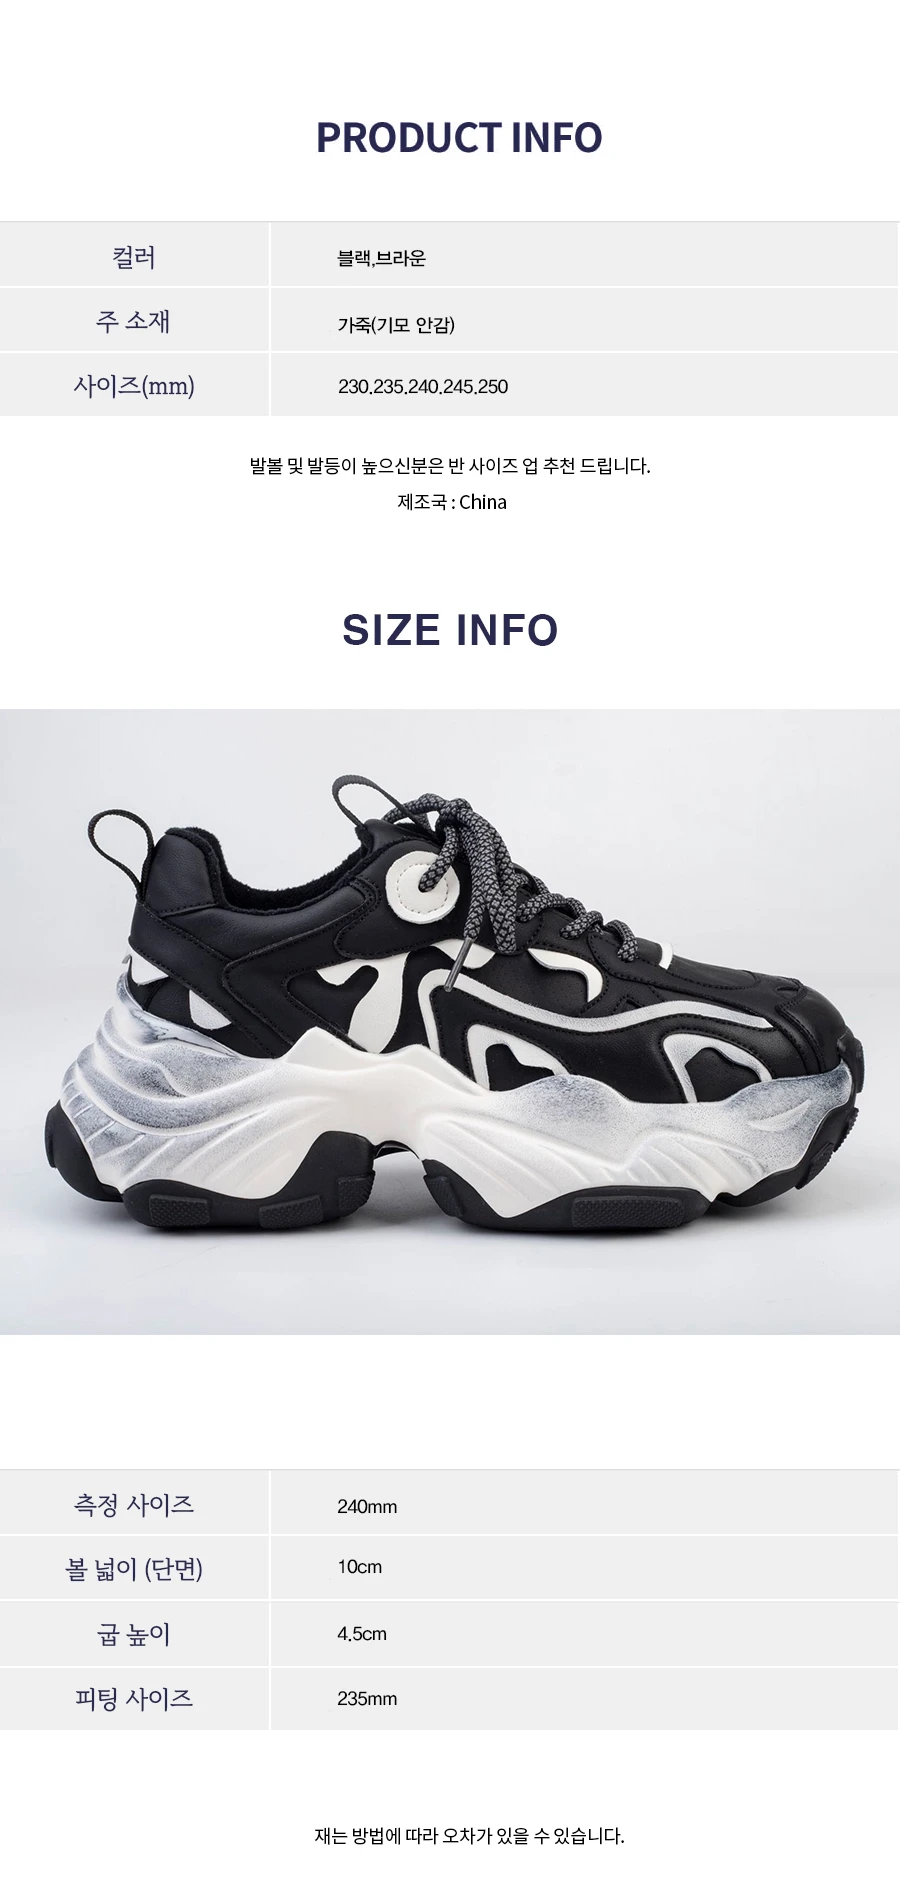 PRODUCT INFO
컬러
블랙,브라운
주 소재
가죽(기모 안감)
사이즈(mm)
230.235.240.245.250
발볼 및 발등이 높으신분은 반 사이즈 업 추천 드립니다.
제조국 : China
SIZE INFO
측정 사이즈
240mm
볼 넓이 (단면)
10cm
굽 높이
4.5cm
피팅 사이즈
235mm
재는 방법에 따라 오차가 있을 수 있습니다.